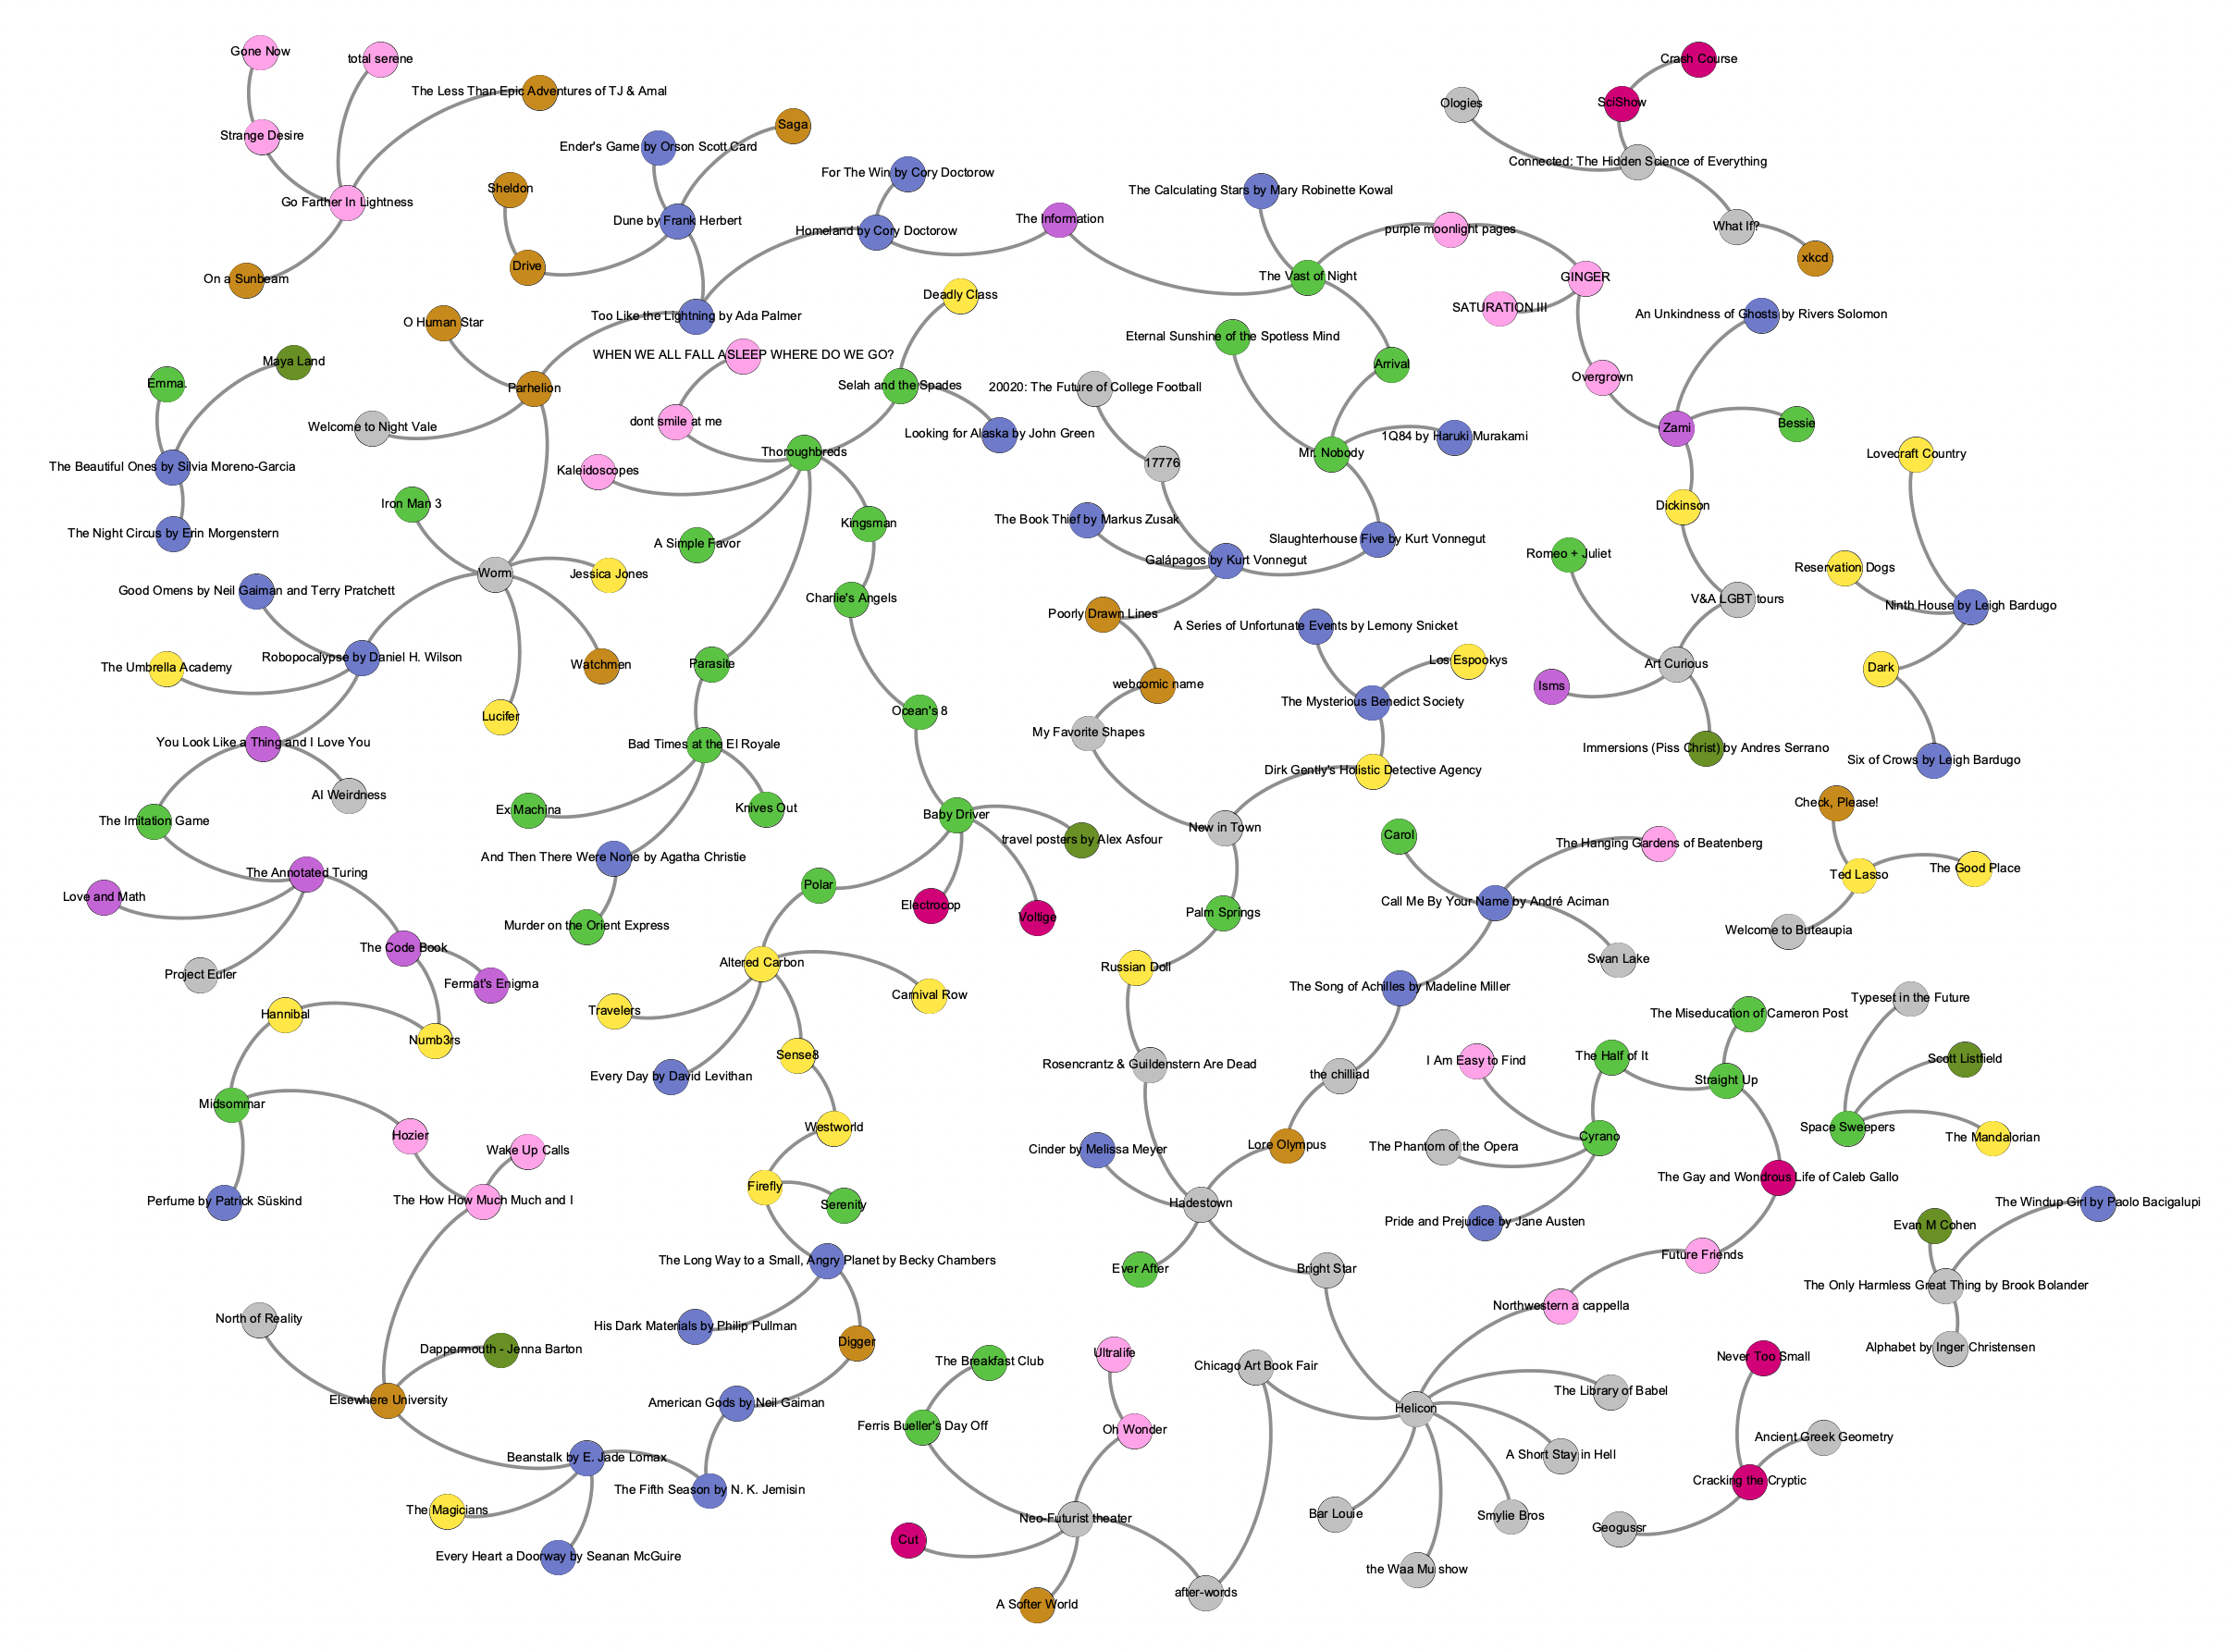 Gone Now
total serene
Crash Course
The Less Than Epic Adventures of TJ & Amal
Ologies
SciShow
Saga
Strange Desire
Ender's Game by Orson Scott Card
Connected: The Hidden Science of Everything
For The Win by Cory Doctorow
Sheldon
The Calculating Stars by Mary Robinette Kowal
Go Farther In Lightness
Dune by Frank Herbert
The Information
Homeland by Cory Doctorow
purple moonlight pages
What If?
xkcd
Drive
On a Sunbeam
The Vast of Night
GINGER
Deadly Class
SATURATION III
An Unkindness of Ghosts by Rivers Solomon
Too Like the Lightning by Ada Palmer
O Human Star
Eternal Sunshine of the Spotless Mind
WHEN WE ALL FALL ASLEEP WHERE DO WE GO?
Maya Land
Arrival
Emma.
Parhelion
Selah and the Spades
20020: The Future of College Football
Overgrown
dont smile at me
Welcome to Night Vale
Looking for Alaska by John Green
1Q84 by Haruki Murakami
Zami
Bessie
Thoroughbreds
Mr. Nobody
Lovecraft Country
The Beautiful Ones by Silvia Moreno-Garcia
Kaleidoscopes
17776
Iron Man 3
Dickinson
The Night Circus by Erin Morgenstern
Kingsman
The Book Thief by Markus Zusak
A Simple Favor
Slaughterhouse Five by Kurt Vonnegut
Romeo + Juliet
Galápagos by Kurt Vonnegut
Worm
Jessica Jones
Reservation Dogs
Good Omens by Neil Gaiman and Terry Pratchett
Charlie's Angels
V&A LGBT tours
Ninth House by Leigh Bardugo
Poorly Drawn Lines
A Series of Unfortunate Events by Lemony Snicket
The Umbrella Academy
Robopocalypse by Daniel H. Wilson
Watchmen
Parasite
Los Espookys
Art Curious
Dark
webcomic name
Isms
The Mysterious Benedict Society
Lucifer
Ocean's 8
My Favorite Shapes
You Look Like a Thing and I Love You
Bad Times at the El Royale
Immersions (Piss Christ) by Andres Serrano
Six of Crows by Leigh Bardugo
Dirk Gently's Holistic Detective Agency
AI Weirdness
Check, Please!
Ex Machina
Knives Out
The Imitation Game
Baby Driver
New in Town
Carol
travel posters by Alex Asfour
The Hanging Gardens of Beatenberg
And Then There Were None by Agatha Christie
The Annotated Turing
Polar
Ted Lasso
The Good Place
Love and Math
Electrocop
Voltige
Palm Springs
Call Me By Your Name by André Aciman
Murder on the Orient Express
Welcome to Buteaupia
The Code Book
Altered Carbon
Swan Lake
Project Euler
Russian Doll
Fermat's Enigma
Carnival Row
The Song of Achilles by Madeline Miller
Typeset in the Future
Hannibal
Travelers
The Miseducation of Cameron Post
Numb3rs
Sense8
The Half of It
I Am Easy to Find
Scott Listfield
Rosencrantz & Guildenstern Are Dead
Every Day by David Levithan
the chilliad
Straight Up
Midsommar
Westworld
Space Sweepers
Hozier
Cyrano
The Mandalorian
Wake Up Calls
Cinder by Melissa Meyer
Lore Olympus
The Phantom of the Opera
The Gay and Wondrous Life of Caleb Gallo
Firefly
Perfume by Patrick Süskind
The How How Much Much and I
Serenity
Hadestown
The Windup Girl by Paolo Bacigalupi
Pride and Prejudice by Jane Austen
Evan M Cohen
The Long Way to a Small, Angry Planet by Becky Chambers
Ever After
Bright Star
Future Friends
The Only Harmless Great Thing by Brook Bolander
Northwestern a cappella
North of Reality
His Dark Materials by Philip Pullman
Digger
Dappermouth - Jenna Barton
Alphabet by Inger Christensen
Ultralife
Never Too Small
The Breakfast Club
Chicago Art Book Fair
The Library of Babel
Elsewhere University
American Gods by Neil Gaiman
Helicon
Ferris Bueller's Day Off
Oh Wonder
Ancient Greek Geometry
Beanstalk by E. Jade Lomax
A Short Stay in Hell
Cracking the Cryptic
The Fifth Season by N. K. Jemisin
The Magicians
Neo-Futurist theater
Bar Louie
Smylie Bros
Geogussr
Cut
Every Heart a Doorway by Seanan McGuire
the Waa Mu show
after-words
A Softer World